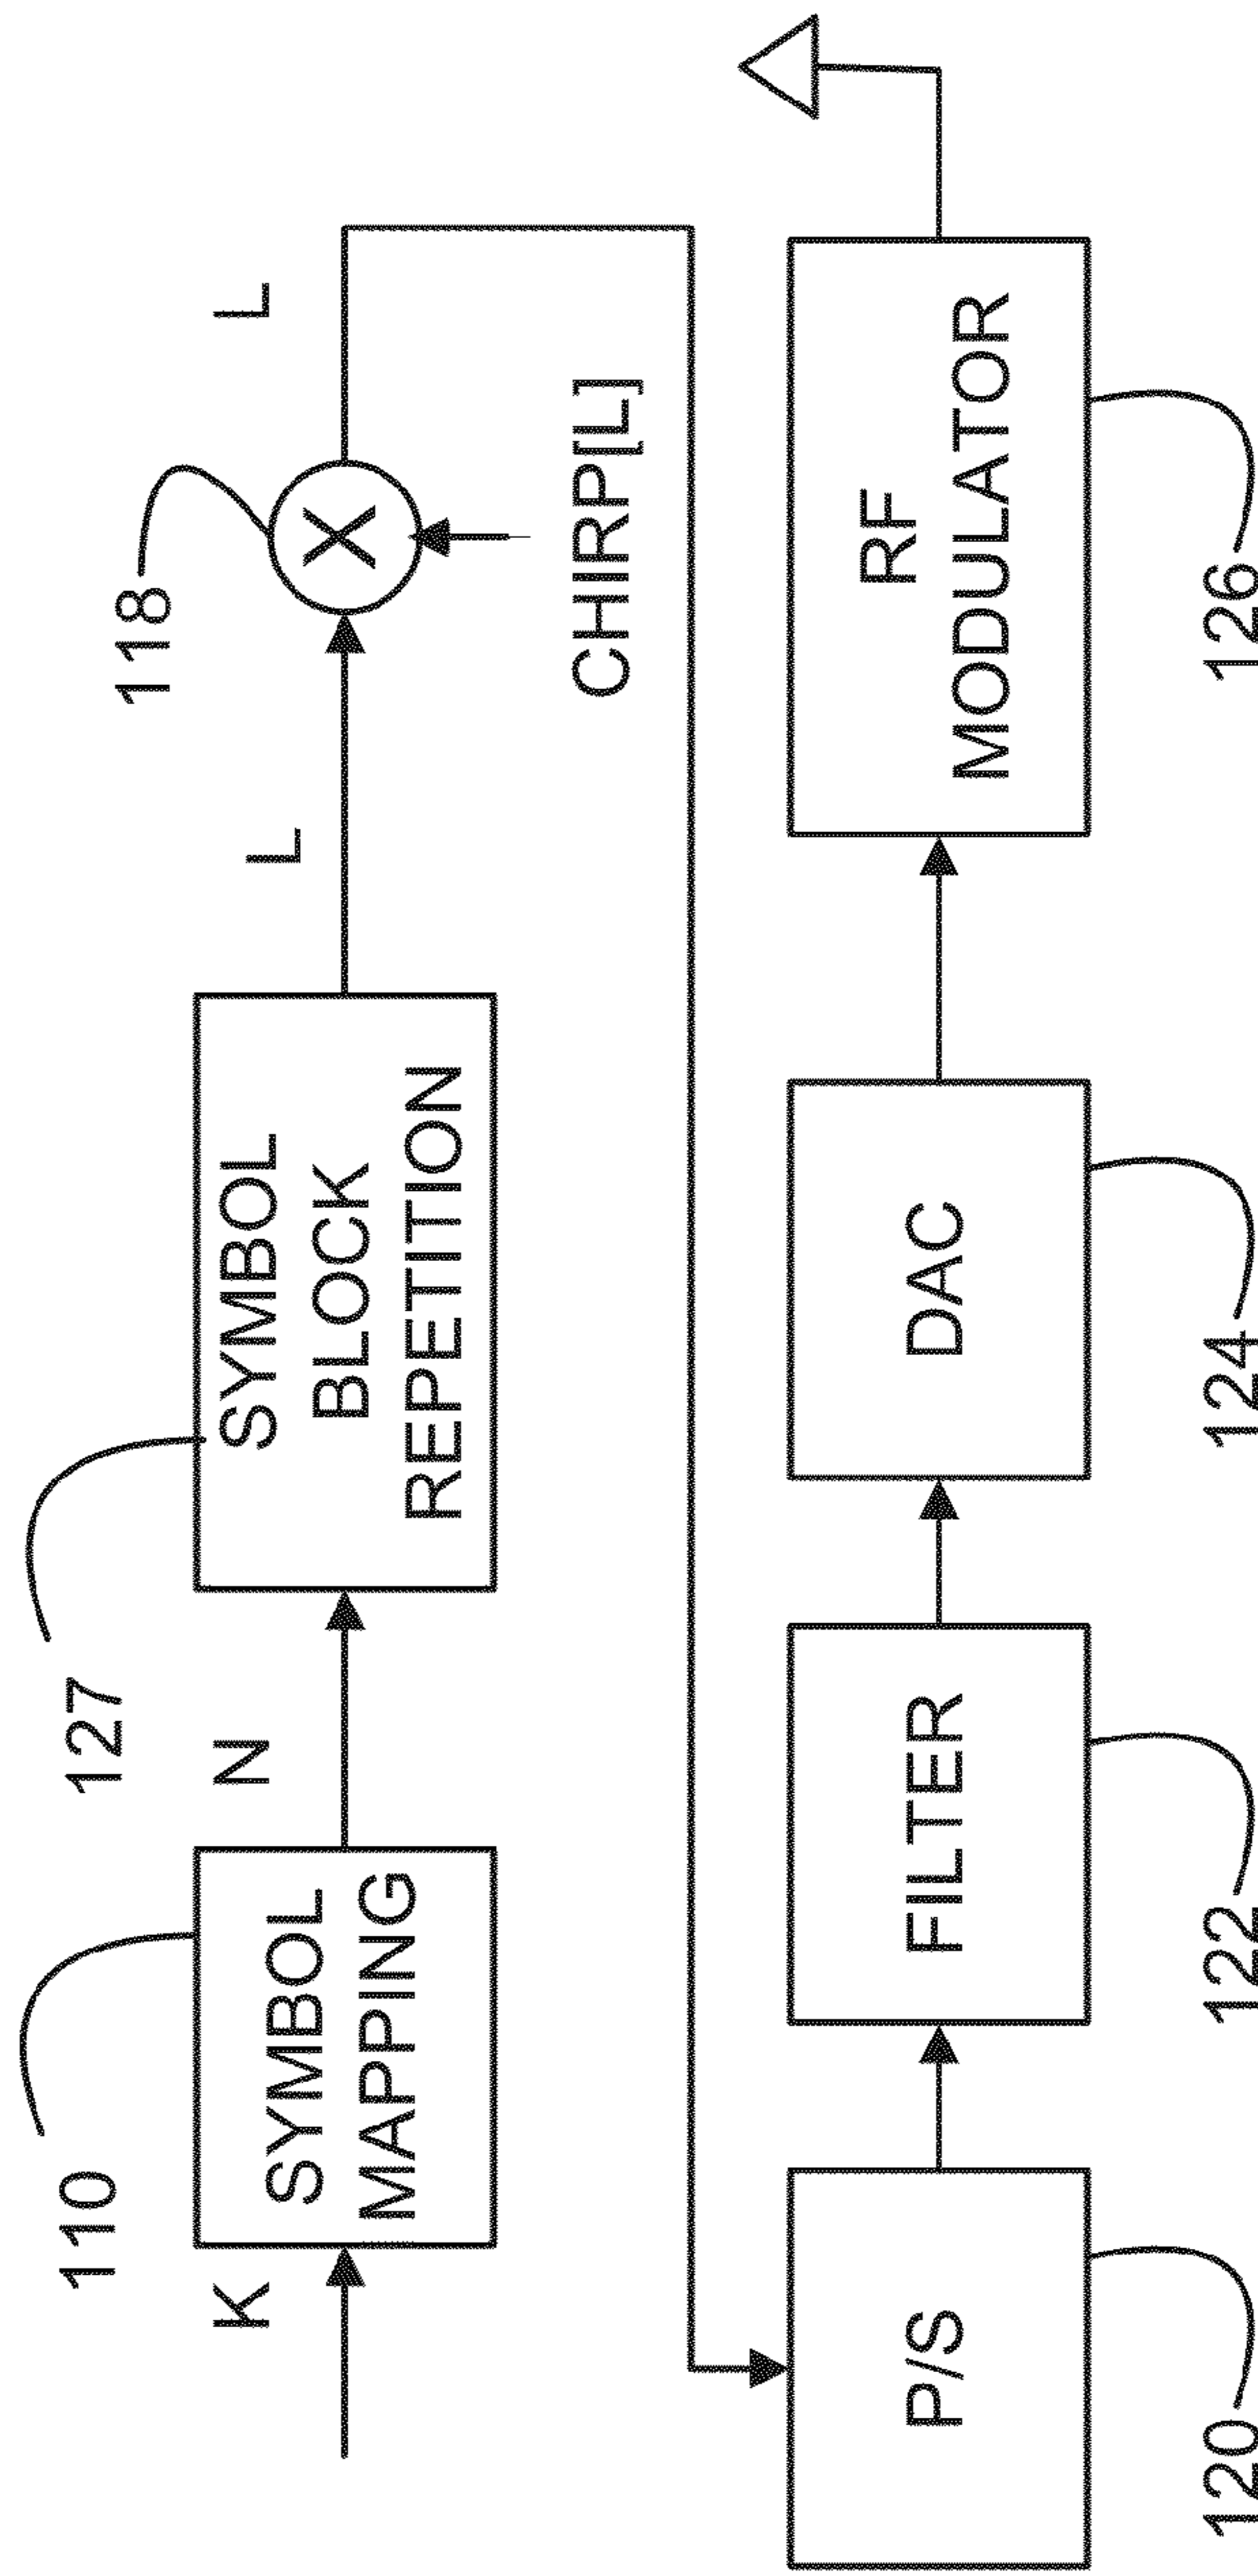 110
127
118
K
SYMBOL
MAPPING
N
SYMBOL
BLOCK
REPETITION
L
X
L
CHIRP[L]
P/S
FILTER
DAC
RF
MODULATOR
120
122
124
126